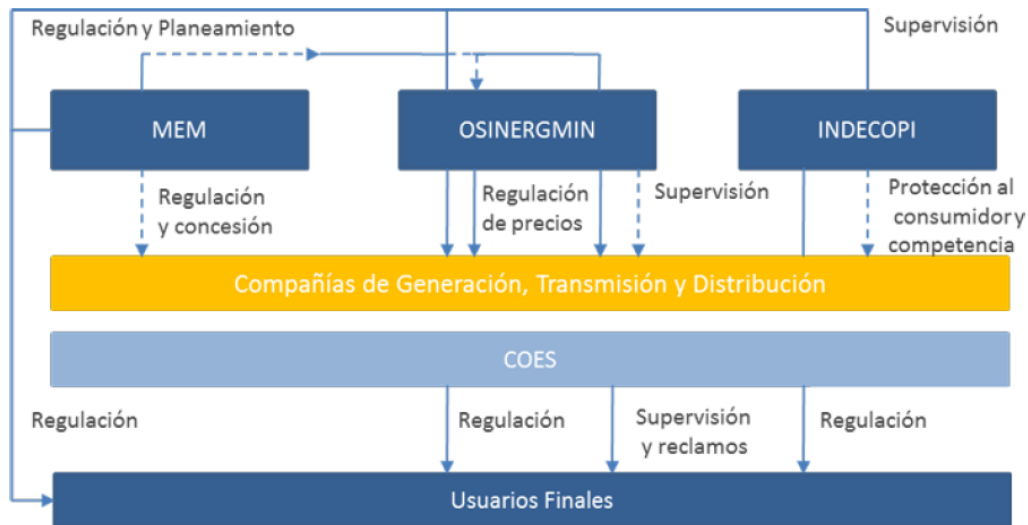 Regulación y Planeamiento
Supervisión
MEM
OSINERGMIN
INDECOPI
Regulación
y concesión
Regulación
de precios
Supervisión
Protección al
consumidor y
competencia
Compañías de Generación, Transmisión y Distribución
COES
Regulación
Regulación
Supervisión
y reclamos
Regulación
Usuarios Finales